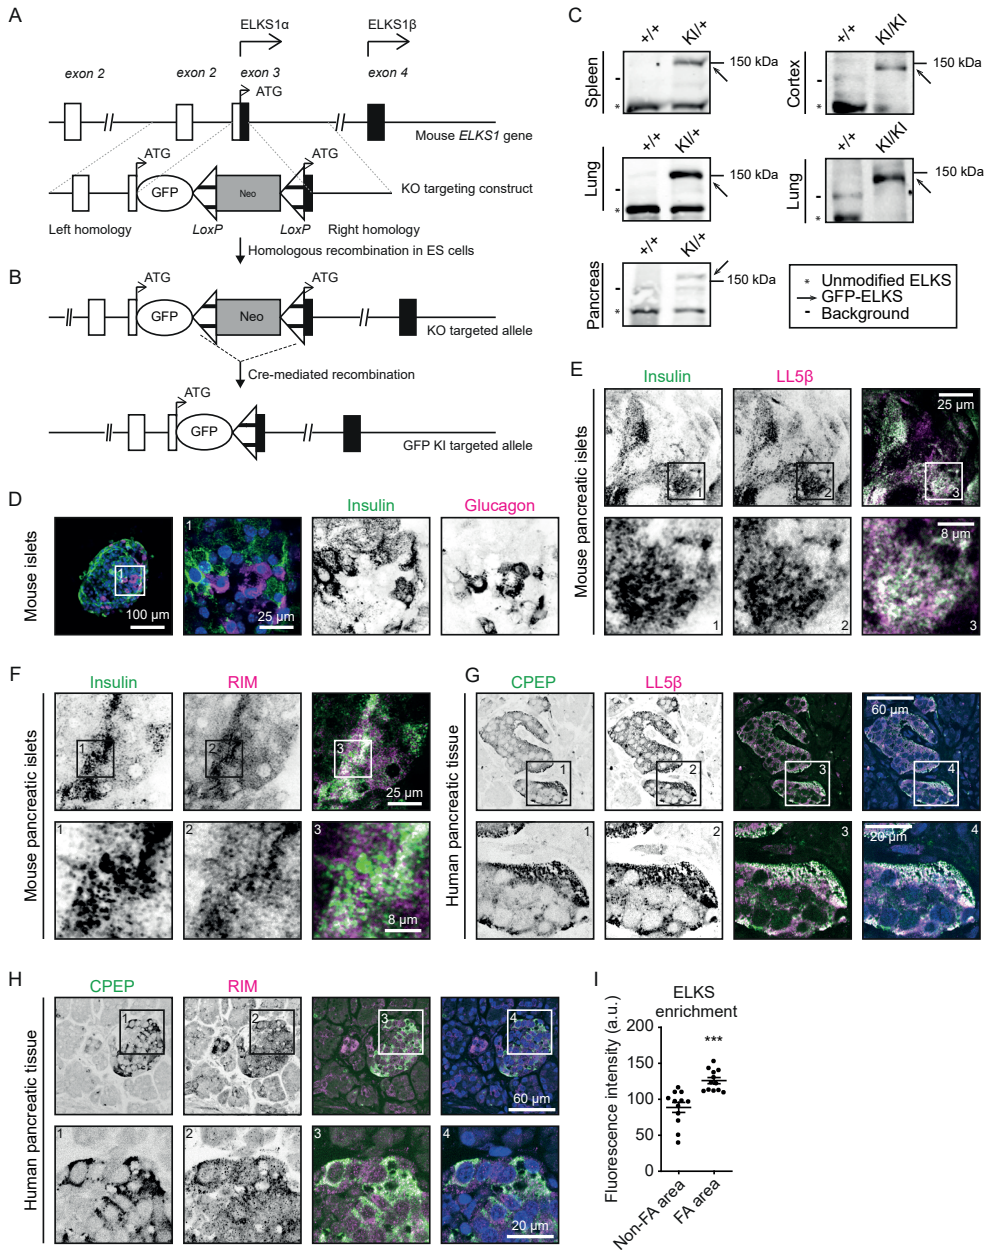 A
ELKS1α
ELKS1β
exon 2
exon 2
exon 3
exon 4
ATG
Mouse ELKS1 gene
ATG
ATG
GFP
Neo
KO targeting construct
Left homology
LoxP
LoxP
Right homology
Homologous recombination in ES cells
B
ATG
ATG
GFP
Neo
KO targeted allele
Cre-mediated recombination
ATG
GFP
GFP KI targeted allele
C
+/+
KI/+
Spleen
150 kDa
-
*
+/+
KI/KI
Cortex
150 kDa
-
*
+/+
KI/+
Lung
150 kDa
-
*
+/+
KI/KI
Lung
150 kDa
-
*
+/+
KI/+
Pancreas
150 kDa
-
*
* Unmodified ELKS
→ GFP-ELKS
- Background
D
Insulin
Glucagon
Mouse islets
1
100 µm
1
25 µm
E
Insulin
LL5β
Mouse pancreatic islets
1
2
25 µm
3
1
2
8 µm
3
F
Insulin
RIM
Mouse pancreatic islets
1
2
3
25 µm
1
2
3
8 µm
G
CPEP
LL5β
Human pancreatic tissue
1
2
3
60 µm
4
1
2
3
20 µm
4
H
CPEP
RIM
Human pancreatic tissue
1
2
3
4
60 µm
1
2
3
4
20 µm
I
ELKS
enrichment
Fluorescence intensity (a.u.)
200
150
100
50
0
***
Non-FA area
FA area